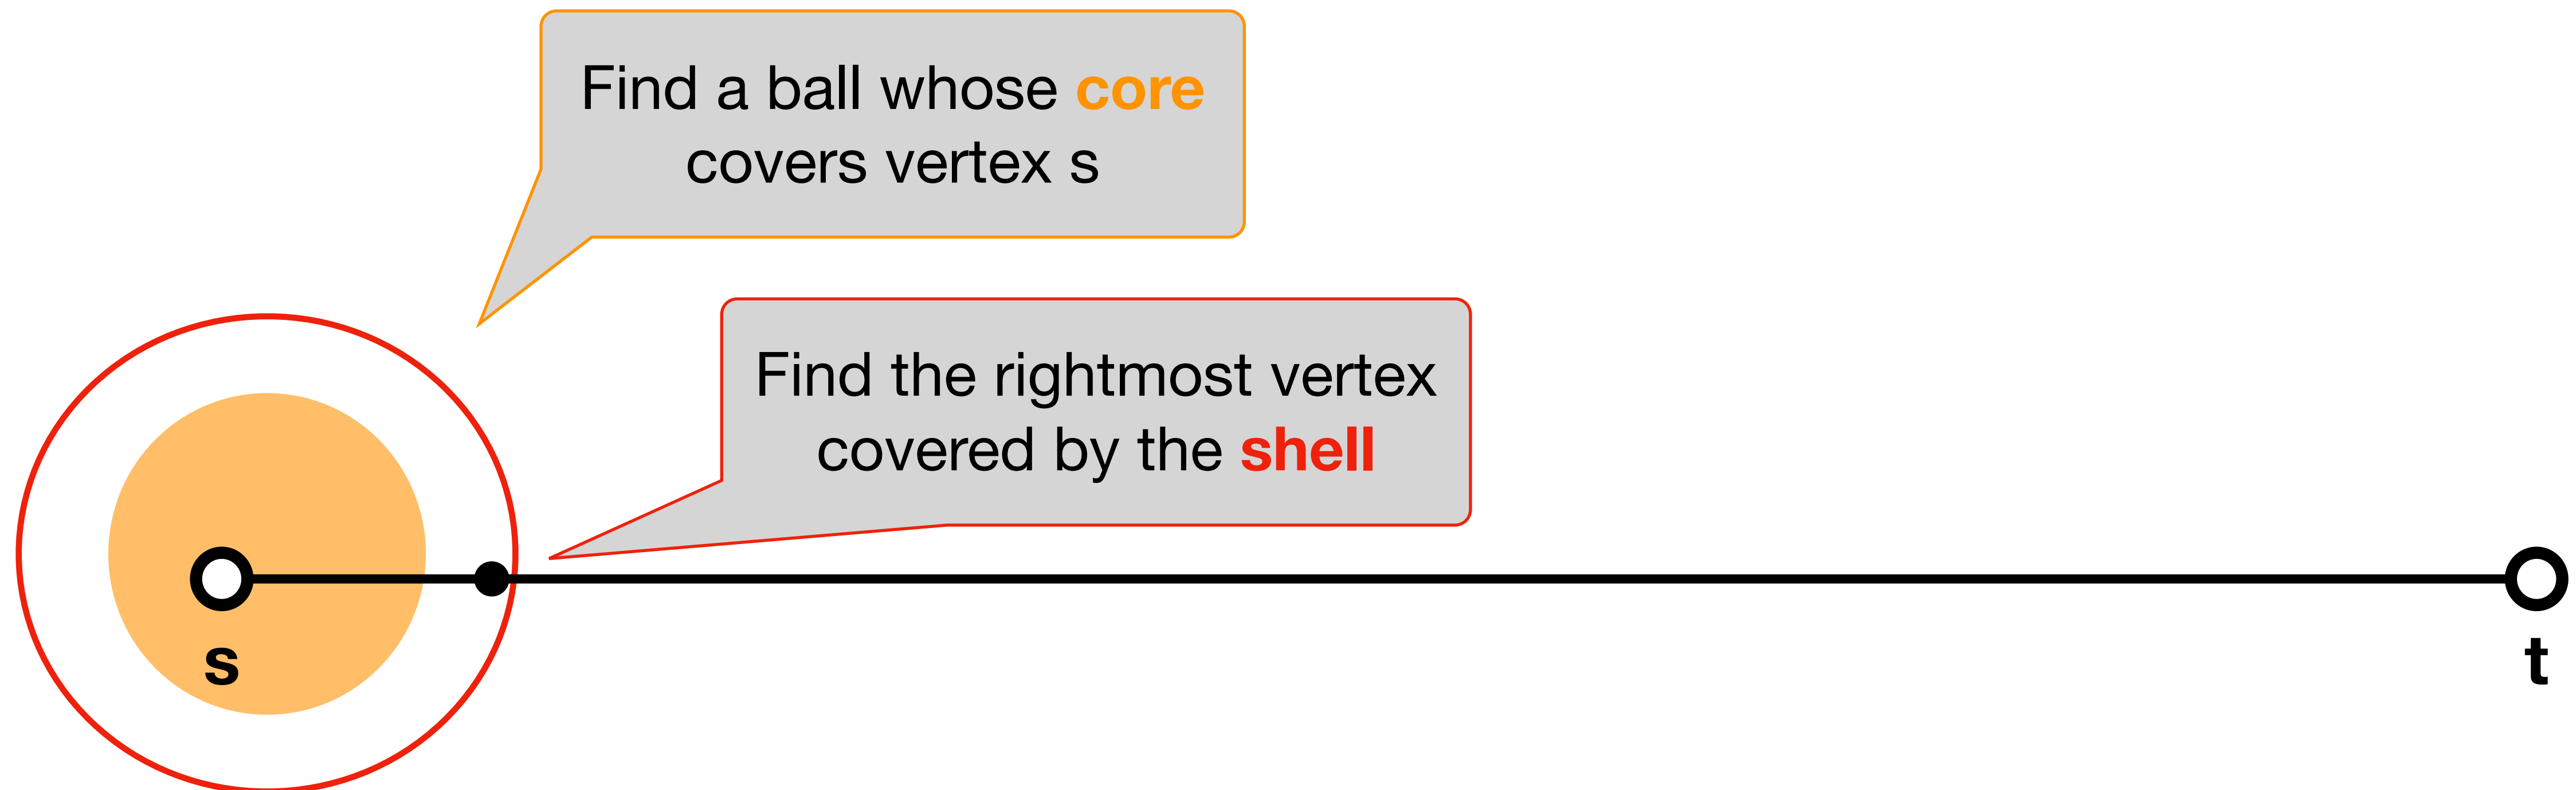 Find a ball whose core
covers vertex s
Find the rightmost vertex
covered by the shell
s
t